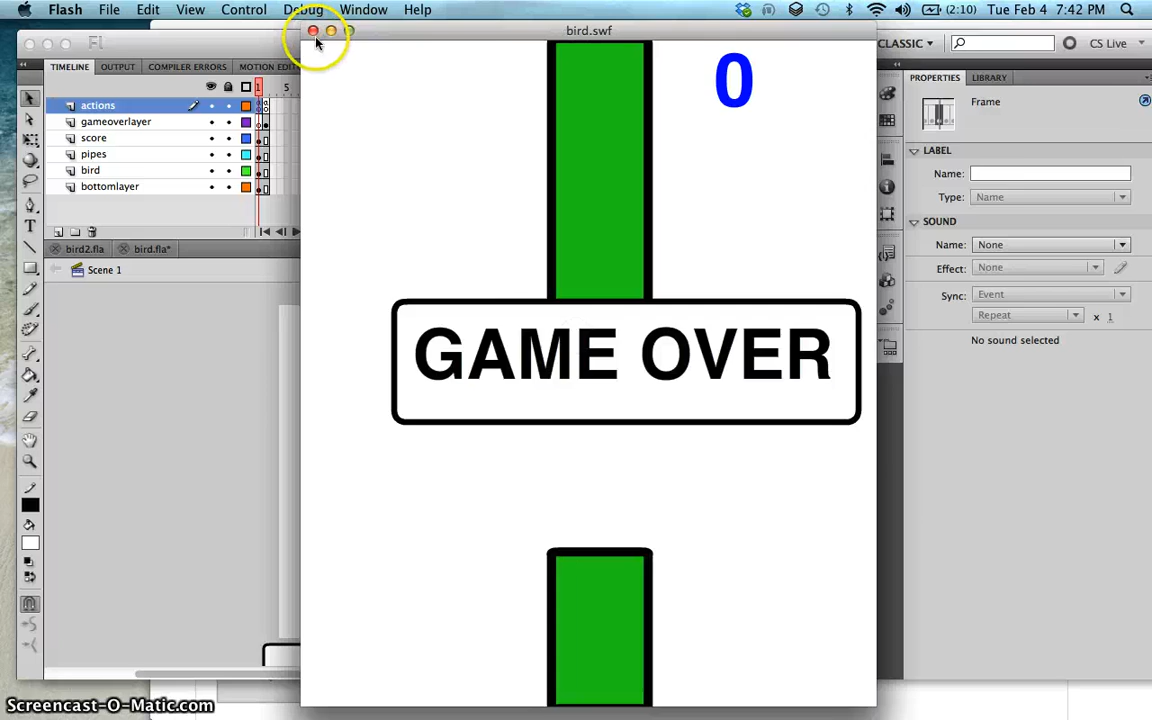 Flash File Edit View Control Debug Window Help (2:10) Tue Feb 4 7:42 PM
bird.swf
Fl CLASSIC CS Live
TIMELINE OUTPUT COMPILER ERRORS MOTION EDIT
PROPERTIES LIBRARY
1 5
actions
Frame
gameoverlayer
score
pipes
bird
bottomlayer
LABEL
Name:
Type: Name
SOUND
Name: None
Effect: None
Sync: Event
Repeat x 1
No sound selected
bird2.fla bird.fla*
Scene 1
0
GAME OVER
Screencast-O-Matic.com